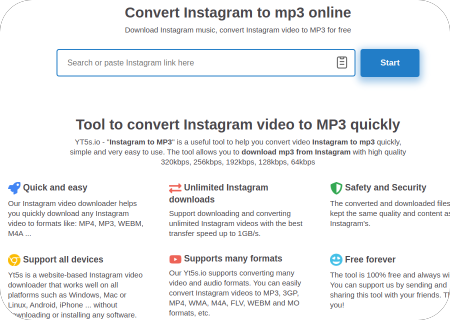 Convert Instagram to mp3 online
Download Instagram music, convert Instagram video to MP3 for free
Search or paste Instagram link here
Start
Tool to convert Instagram video to MP3 quickly
YT5s.io - "Instagram to MP3" is a useful tool to help you convert video Instagram to mp3 quickly,
simple and very easy to use. The tool allows you to download mp3 from Instagram with high quality
320kbps, 256kbps, 192kbps, 128kbps, 64kbps
Quick and easy
Our Instagram video downloader helps
you quickly download any Instagram
video to formats like: MP4, MP3, WEBM,
M4A ...
Unlimited Instagram
downloads
Support downloading and converting
unlimited Instagram videos with the best
transfer speed up to 1GB/s.
Safety and Security
The converted and downloaded files
kept the same quality and content as
Instagram's.
Support all devices
Yt5s is a website-based Instagram video
downloader that works well on all
platforms such as Windows, Mac or
Linux, Android, iPhone ... without
downloading or installing any software.
Supports many formats
Our Yt5s.io supports converting many
video and audio formats. You can easily
convert Instagram videos to MP3, 3GP,
MP4, WMA, M4A, FLV, WEBM and MO
formats, etc.
Free forever
The tool is 100% free and always wi
You can support us by sending and
sharing this tool with your friends. Th
you!